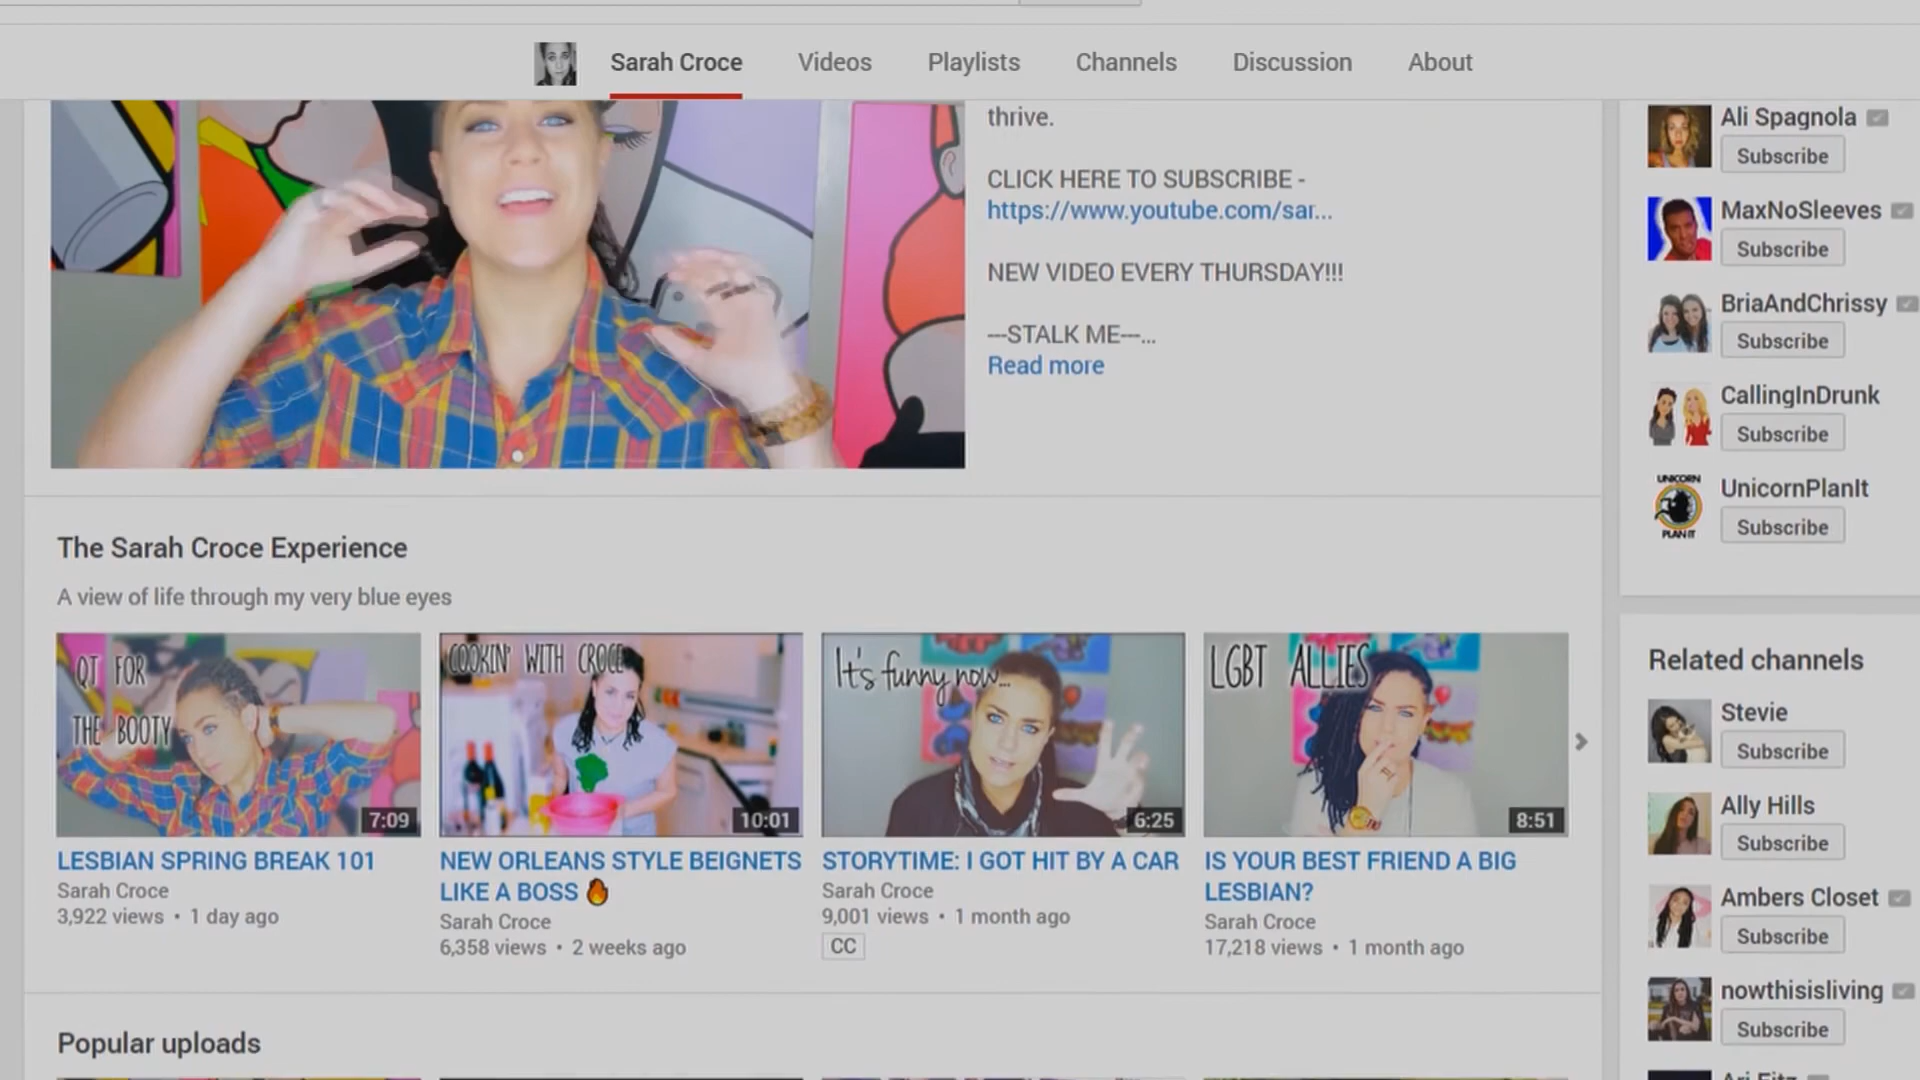 Sarah Croce
Videos
Playlists
Channels
Discussion
About
thrive.
CLICK HERE TO SUBSCRIBE -
https://www.youtube.com/sar...
NEW VIDEO EVERY THURSDAY!!!
---STALK ME---...
Read more
Ali Spagnola
Subscribe
MaxNoSleeves
Subscribe
BriaAndChrissy
Subscribe
CallingInDrunk
Subscribe
UNICORN
PLAN IT
UnicornPlanIt
Subscribe
The Sarah Croce Experience
A view of life through my very blue eyes
QT FOR
THE BOOTY
7:09
LESBIAN SPRING BREAK 101
Sarah Croce
3,922 views • 1 day ago
COOKIN' WITH CROCE
10:01
NEW ORLEANS STYLE BEIGNETS
LIKE A BOSS 🔥
Sarah Croce
6,358 views • 2 weeks ago
It's funny now...
6:25
STORYTIME: I GOT HIT BY A CAR
Sarah Croce
9,001 views • 1 month ago
CC
LGBT ALLIES
8:51
IS YOUR BEST FRIEND A BIG
LESBIAN?
Sarah Croce
17,218 views • 1 month ago
Related channels
Stevie
Subscribe
Ally Hills
Subscribe
Ambers Closet
Subscribe
nowthisisliving
Subscribe
Popular uploads